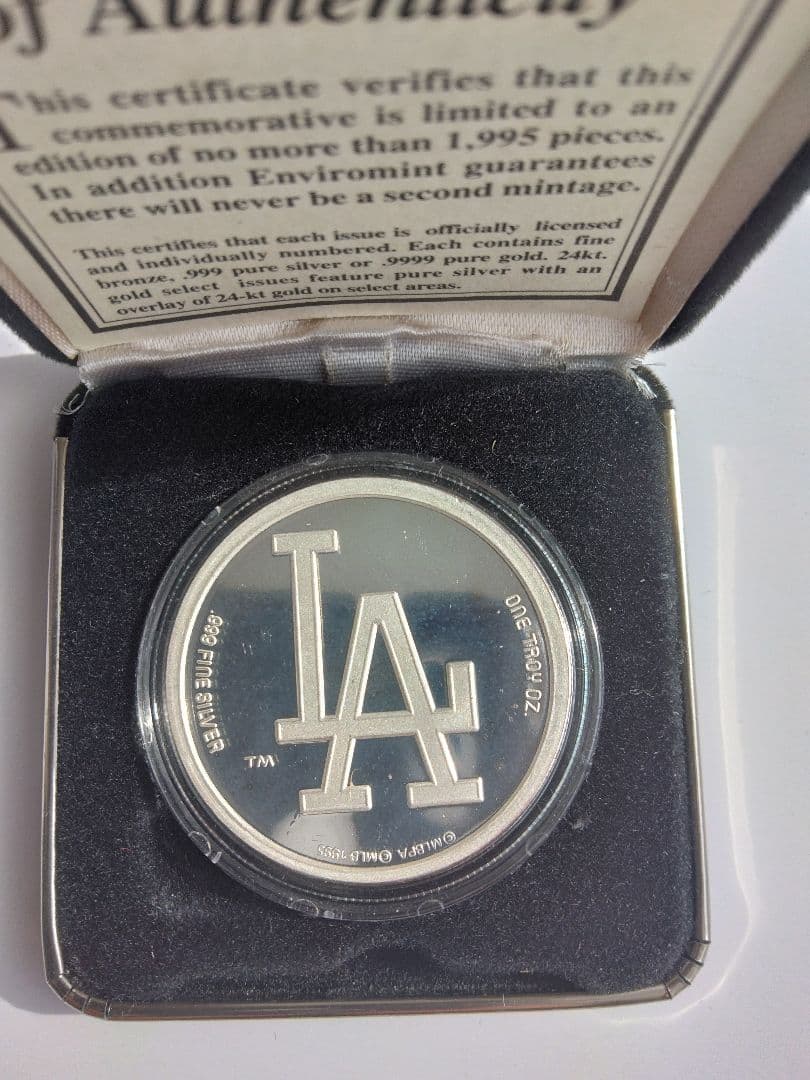 of Authenticity
This certificate verifies that this
commemorative is limited to an
edition of no more than 1,995 pieces.
In addition Enviromint guarantees
there will never be a second mintage.
This certifies that each issue is officially licensed
and individually numbered. Each contains fine
bronze, .999 pure silver or .9999 pure gold. 24kt.
gold select issues feature pure silver with an
overlay of 24-kt gold on select areas.
LA
.999 FINE SILVER
ONE TROY OZ.
TM
©MLBPA ©MLB 1995